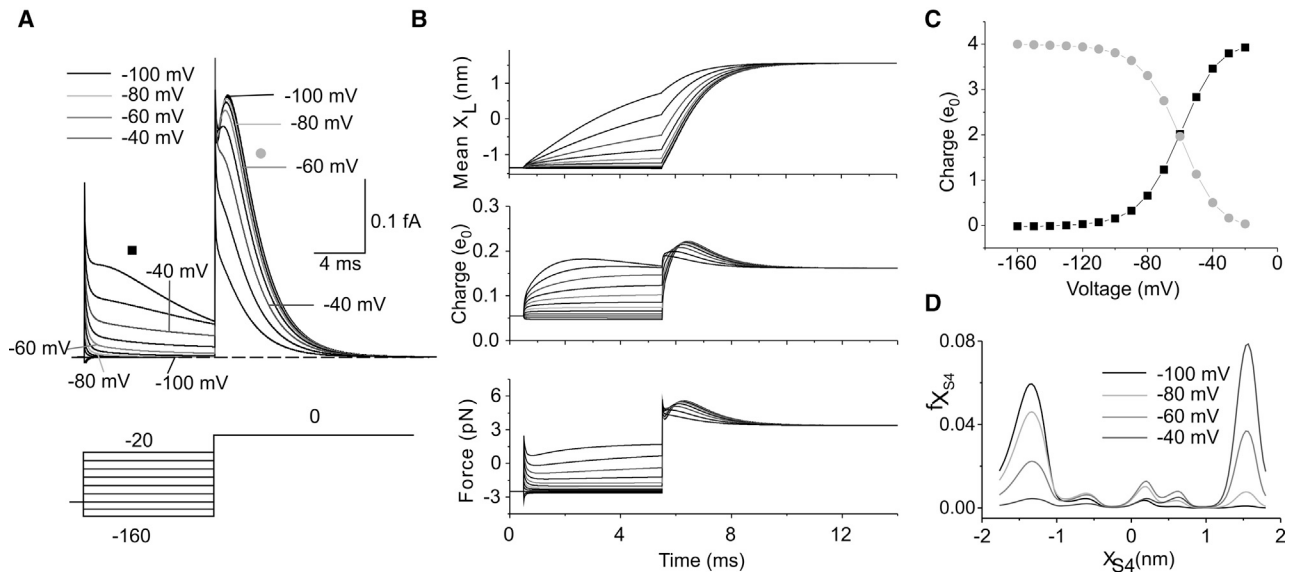 A
-100 mV
-80 mV
-60 mV
-40 mV
-100 mV
-80 mV
-60 mV
-40 mV
0.1 fA
4 ms
-40 mV
-60 mV
-80 mV
-100 mV
-20
0
-160
B
Mean X_L (nm)
1
0
-1
Charge (e0)
0.3
0.2
0.1
0.0
Force (pN)
6
3
0
-3
0 4 8 12
Time (ms)
C
Charge (e0)
4
3
2
1
0
-160 -120 -80 -40 0
Voltage (mV)
D
fX_S4
0.08
0.04
0.00
-100 mV
-80 mV
-60 mV
-40 mV
-2 -1 0 1 2
X_S4(nm)